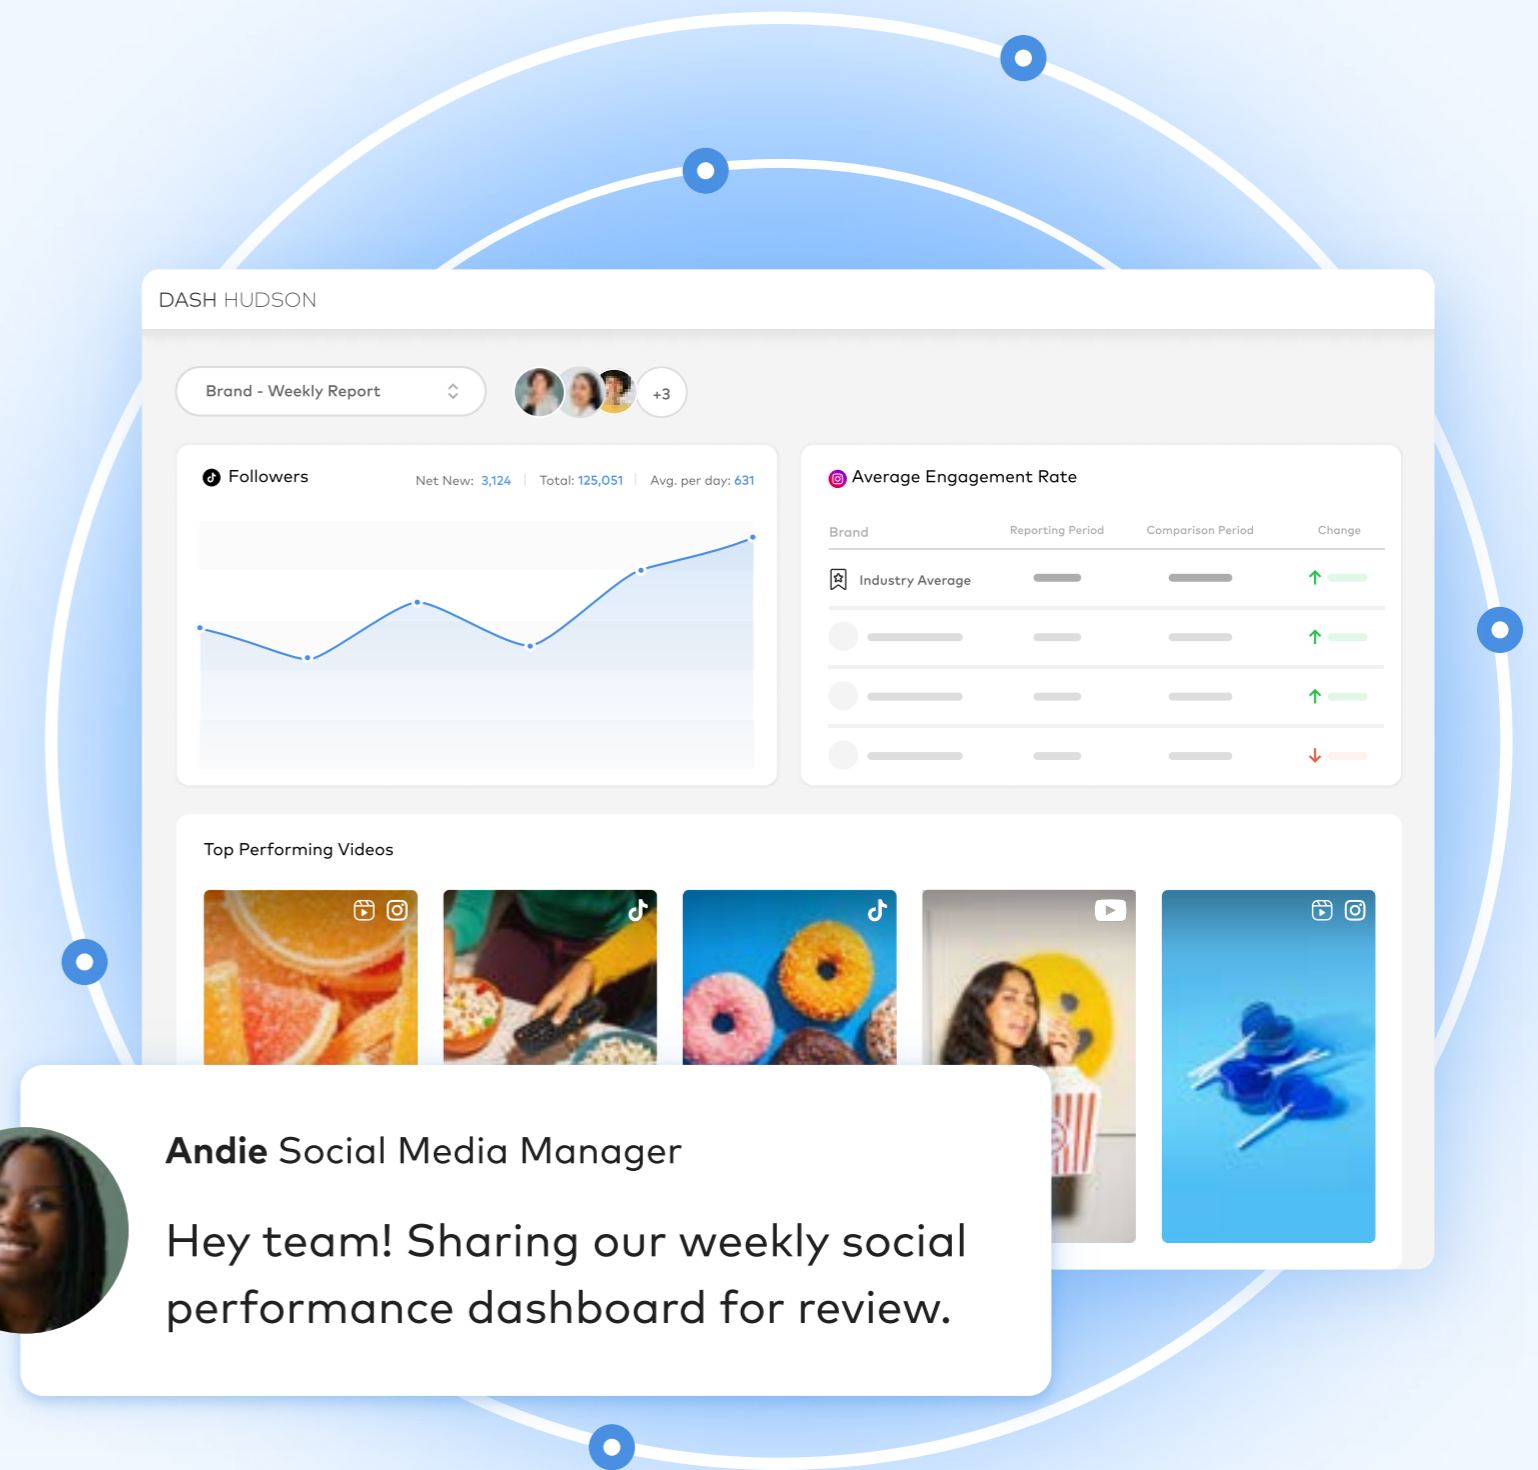 DASH HUDSON
Brand - Weekly Report
+3
Followers
Net New: 3,124
Total: 125,051
Avg. per day: 631
Average Engagement Rate
Brand
Reporting Period
Comparison Period
Change
Industry Average
Top Performing Videos
Andie Social Media Manager
Hey team! Sharing our weekly social
performance dashboard for review.